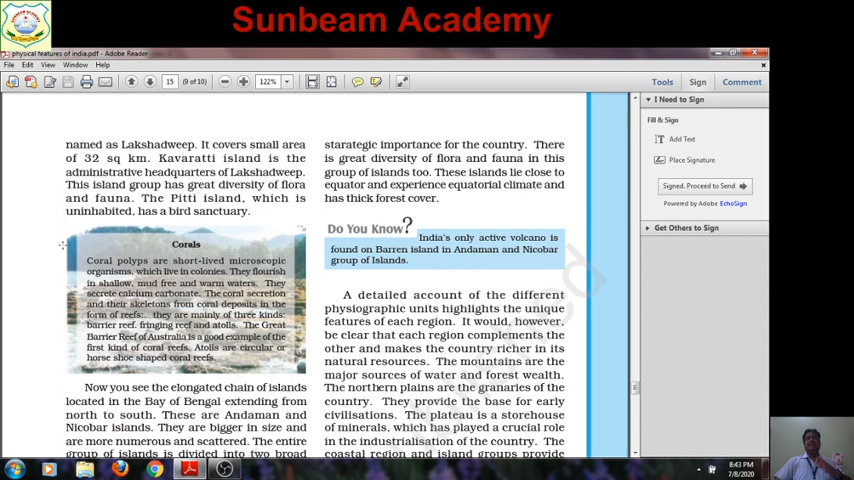 Sunbeam Academy
physical features of india.pdf - Adobe Reader
File Edit View Window Help
15 (9 of 10) 122% Tools Sign Comment
named as Lakshadweep. It covers small area
of 32 sq km. Kavaratti island is the
administrative headquarters of Lakshadweep.
This island group has great diversity of flora
and fauna. The Pitti island, which is
uninhabited, has a bird sanctuary.
Corals
Coral polyps are short-lived microscopic
organisms, which live in colonies. They flourish
in shallow, mud free and warm waters. They
secrete calcium carbonate. The coral secretion
and their skeletons from coral deposits in the
form of reefs:. they are mainly of three kinds:
barrier reef. fringing reef and atolls. The Great
Barrier Reef of Australia is a good example of the
first kind of coral reefs. Atolls are circular or
horse shoe shaped coral reefs.
Now you see the elongated chain of islands
located in the Bay of Bengal extending from
north to south. These are Andaman and
Nicobar islands. They are bigger in size and
are more numerous and scattered. The entire
group of islands is divided into two broad
starategic importance for the country. There
is great diversity of flora and fauna in this
group of islands too. These islands lie close to
equator and experience equatorial climate and
has thick forest cover.
Do You Know?
India's only active volcano is
found on Barren island in Andaman and Nicobar
group of Islands.
A detailed account of the different
physiographic units highlights the unique
features of each region. It would, however,
be clear that each region complements the
other and makes the country richer in its
natural resources. The mountains are the
major sources of water and forest wealth.
The northern plains are the granaries of the
country. They provide the base for early
civilisations. The plateau is a storehouse
of minerals, which has played a crucial role
in the industrialisation of the country. The
coastal region and island groups provide
I Need to Sign
Fill & Sign
Add Text
Place Signature
Signed. Proceed to Send
Powered by Adobe EchoSign
Get Others to Sign
8:43 PM
7/8/2020